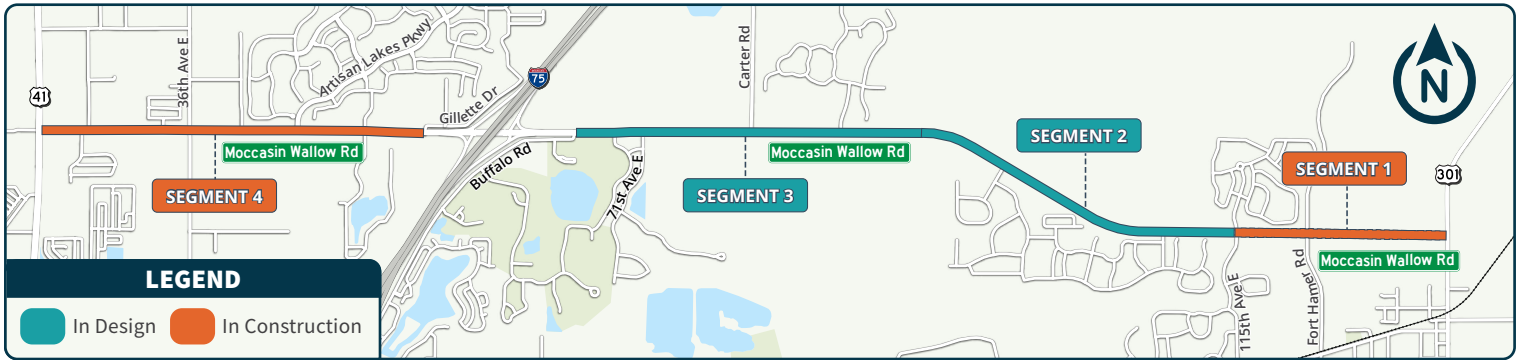 41
36th Ave E
Artisan Lakes Pkwy
Gillette Dr
75
Carter Rd
N
Moccasin Wallow Rd
SEGMENT 4
Buffalo Rd
71st Ave E
Moccasin Wallow Rd
SEGMENT 3
SEGMENT 2
SEGMENT 1
301
Moccasin Wallow Rd
115th Ave E
Fort Hamer Rd
LEGEND
In Design
In Construction